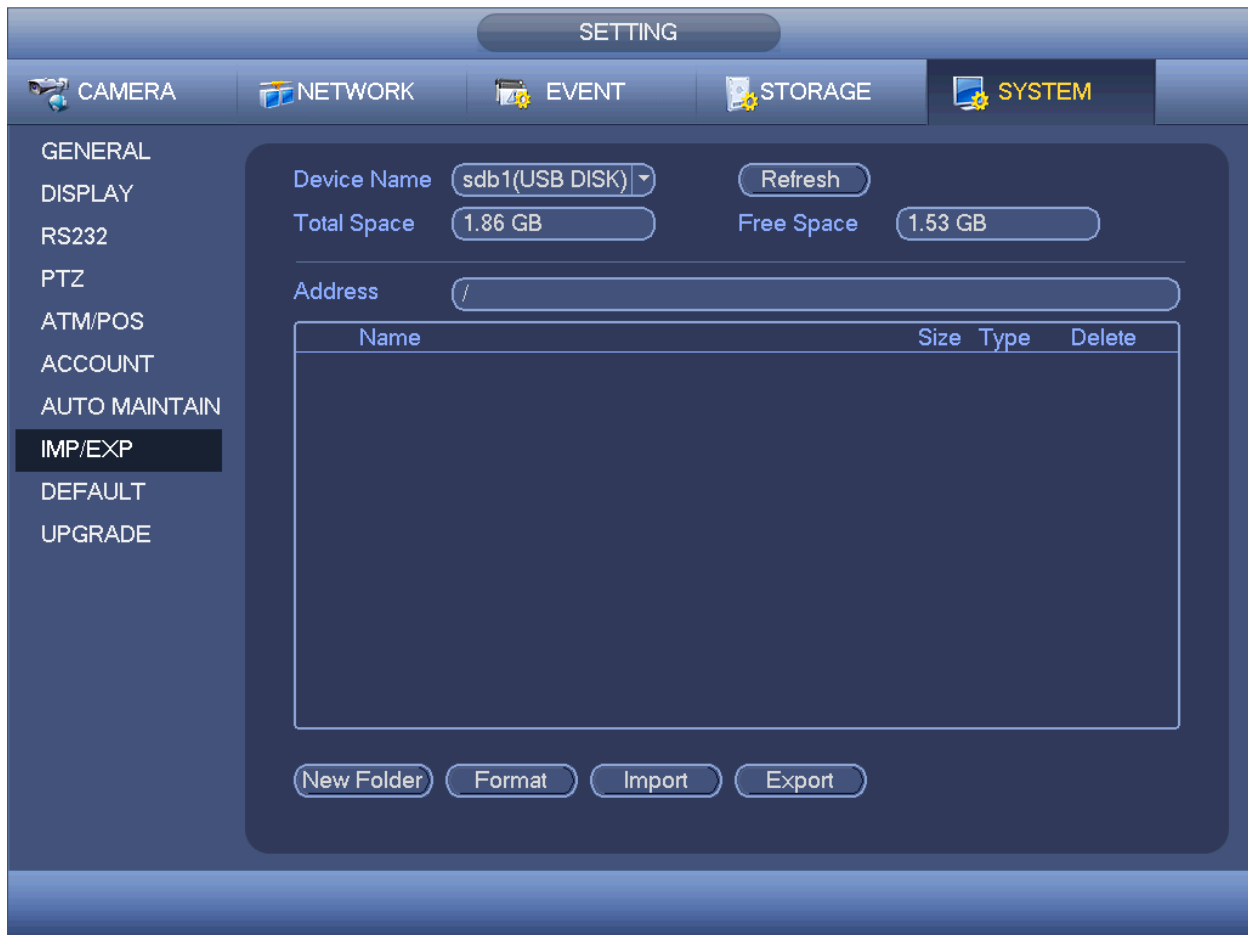 SETTING
CAMERA NETWORK EVENT STORAGE SYSTEM
GENERAL
DISPLAY
RS232
PTZ
ATM/POS
ACCOUNT
AUTO MAINTAIN
IMP/EXP
DEFAULT
UPGRADE
Device Name sdb1(USB DISK) Refresh
Total Space 1.86 GB Free Space 1.53 GB
Address /
Name Size Type Delete
New Folder Format Import Export